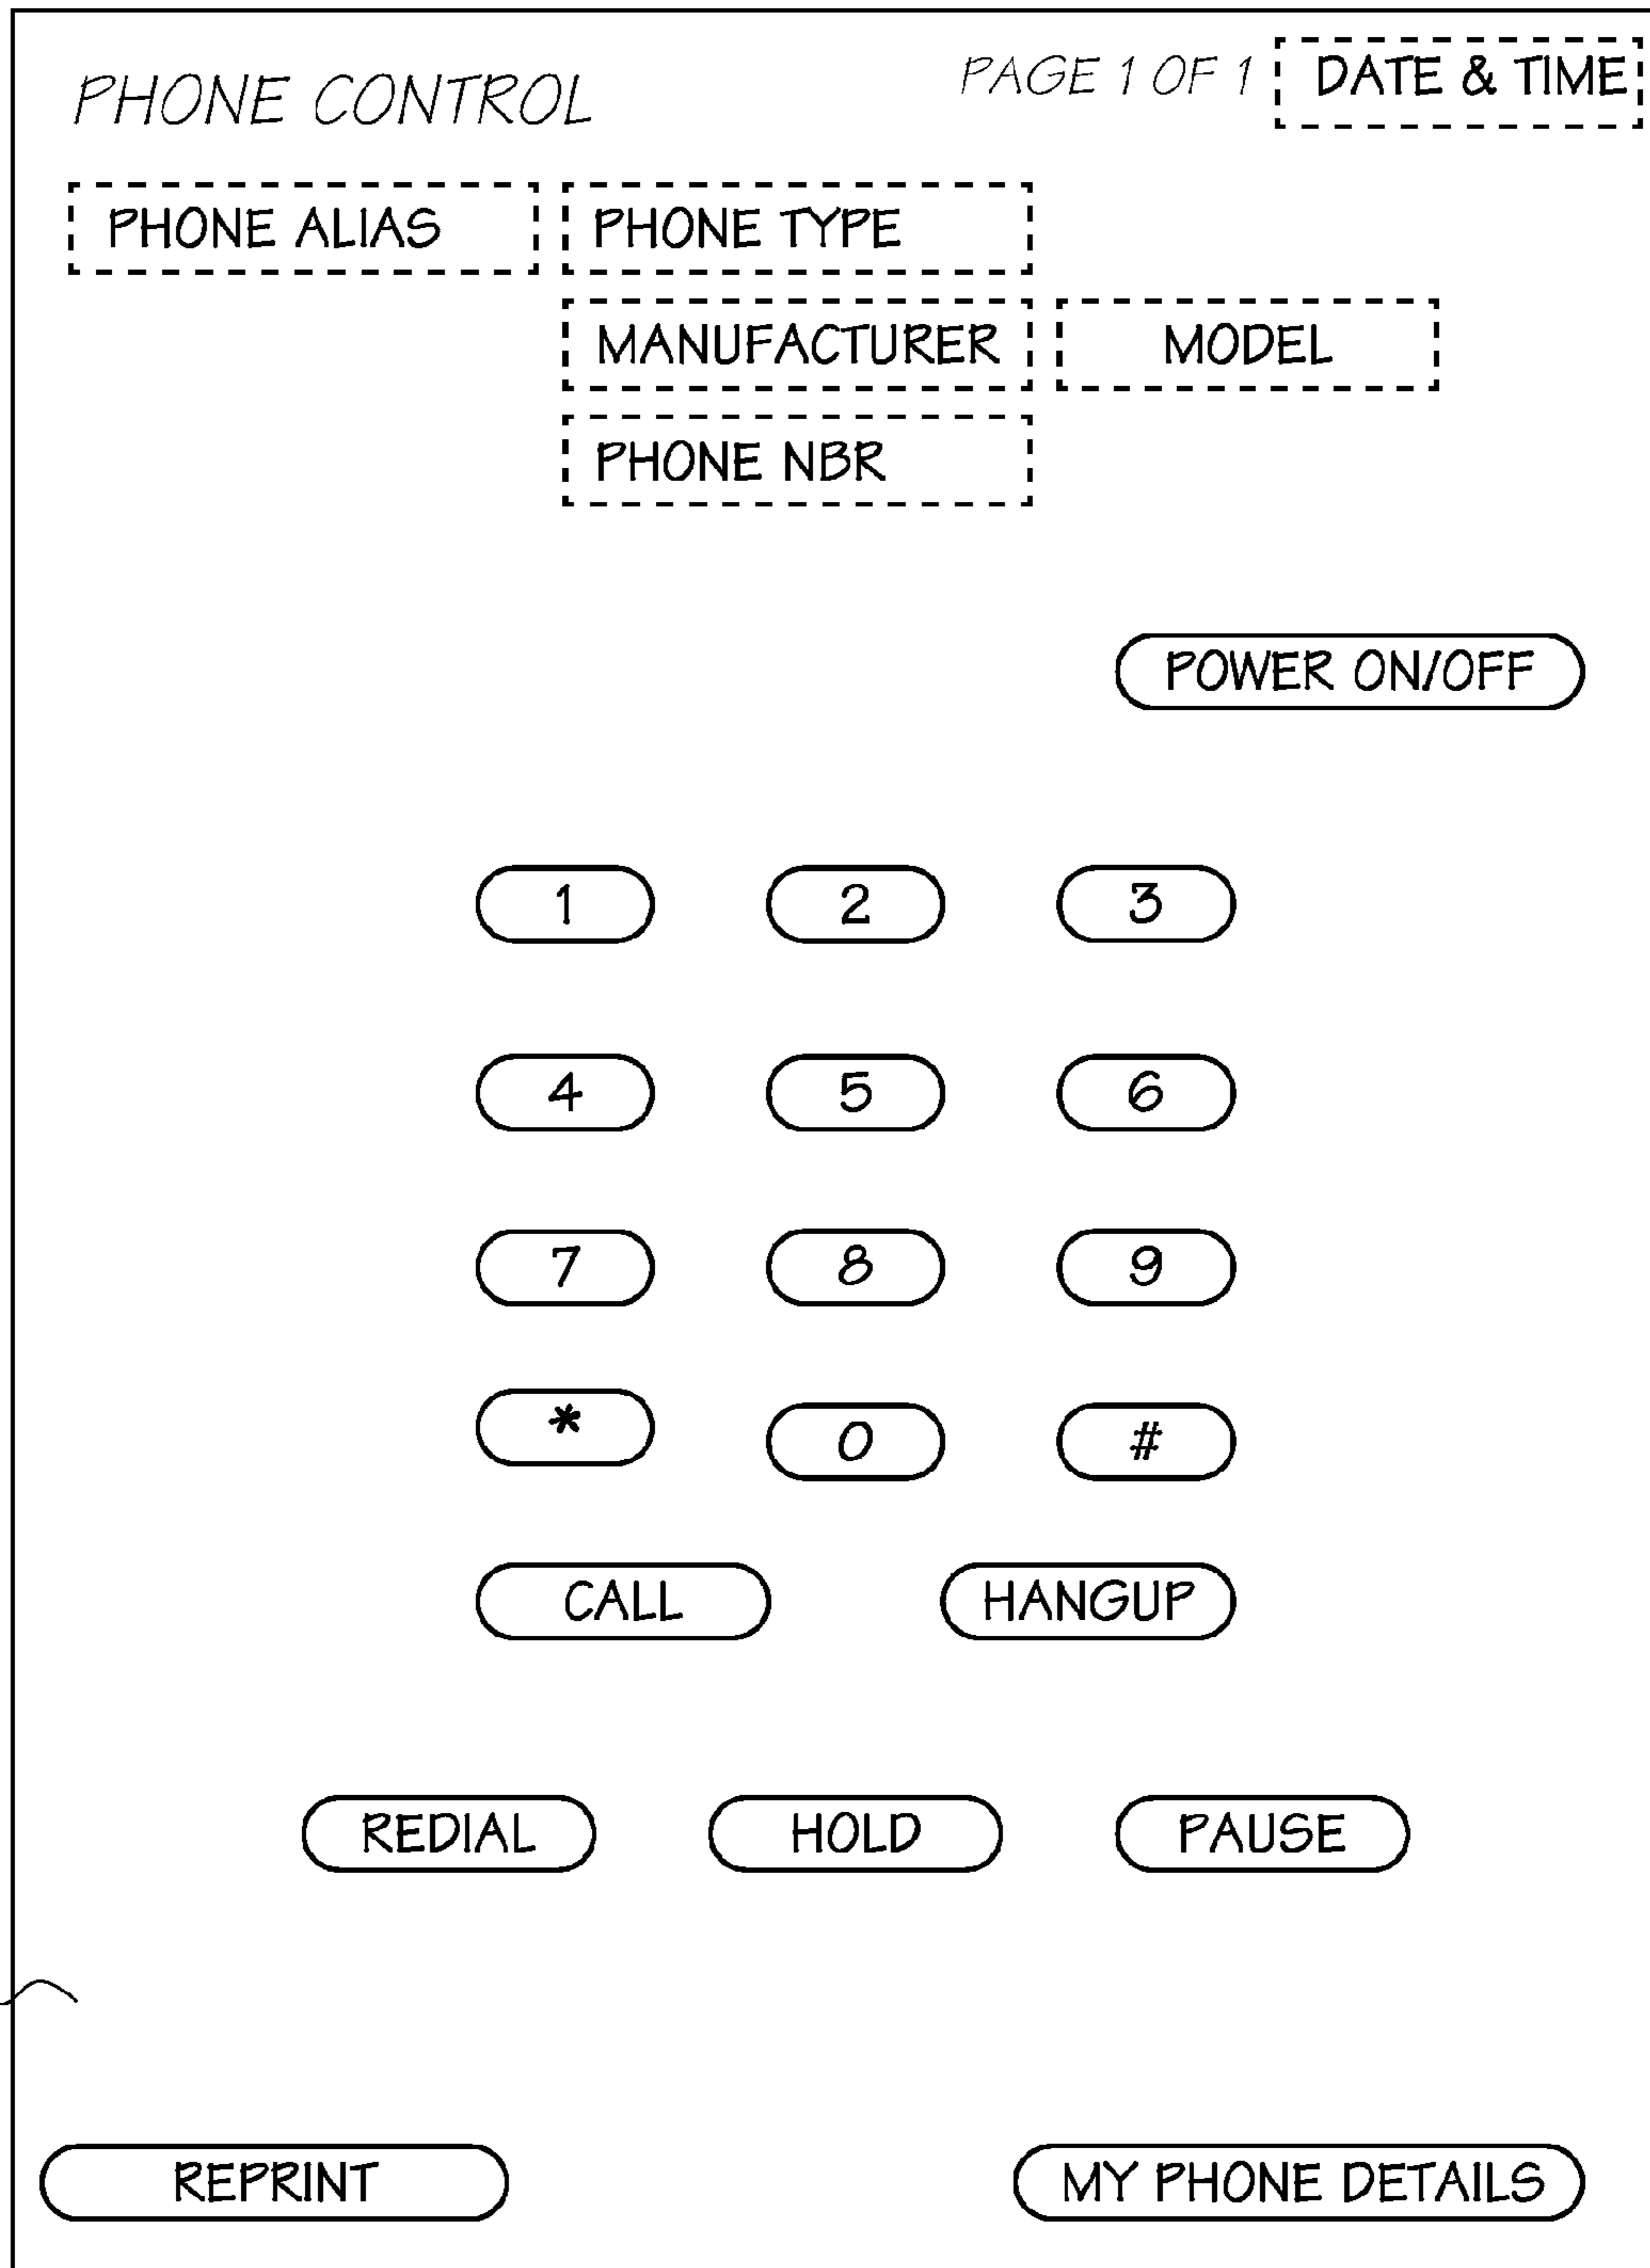 PHONE CONTROL PAGE 1 OF 1 DATE & TIME
PHONE ALIAS PHONE TYPE
MANUFACTURER MODEL
PHONE NBR
POWER ON/OFF
1 2 3
4 5 6
7 8 9
* 0 #
CALL HANGUP
REDIAL HOLD PAUSE
REPRINT MY PHONE DETAILS